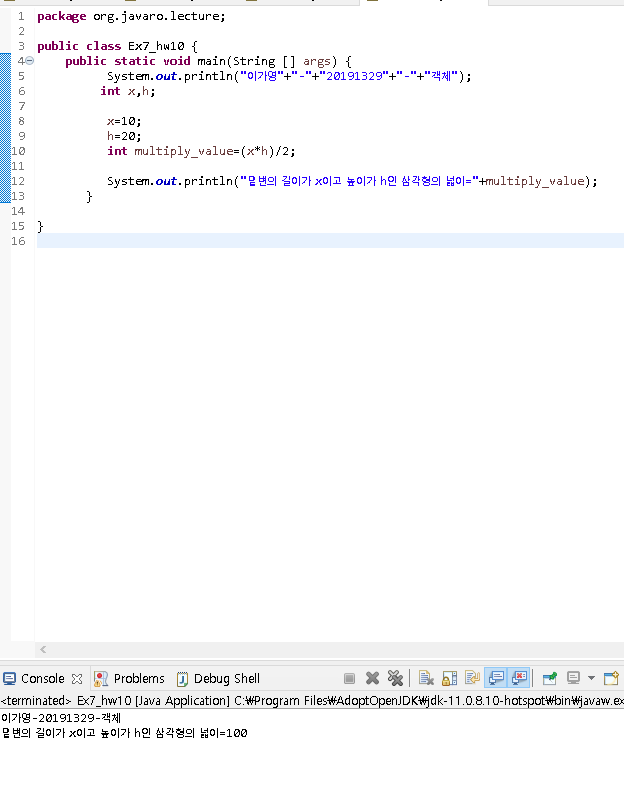 1 package org.javaro.lecture;
2
3 public class Ex7_hw10 {
4 public static void main(String [] args) {
5 System.out.println("이가영"+"-"+"20191329"+"-"+"객체");
6 int x,h;
7
8 x=10;
9 h=20;
10 int multiply_value=(x*h)/2;
11
12 System.out.println("밑변의 길이가 x이고 높이가 h인 삼각형의 넓이="+multiply_value);
13 }
14
15 }
16
Console Problems Debug Shell
<terminated> Ex7_hw10 [Java Application] C:₩Program Files₩AdoptOpenJDK₩jdk-11.0.8.10-hotspot₩bin₩javaw.ex
이가영-20191329-객체
밑변의 길이가 x이고 높이가 h인 삼각형의 넓이=100